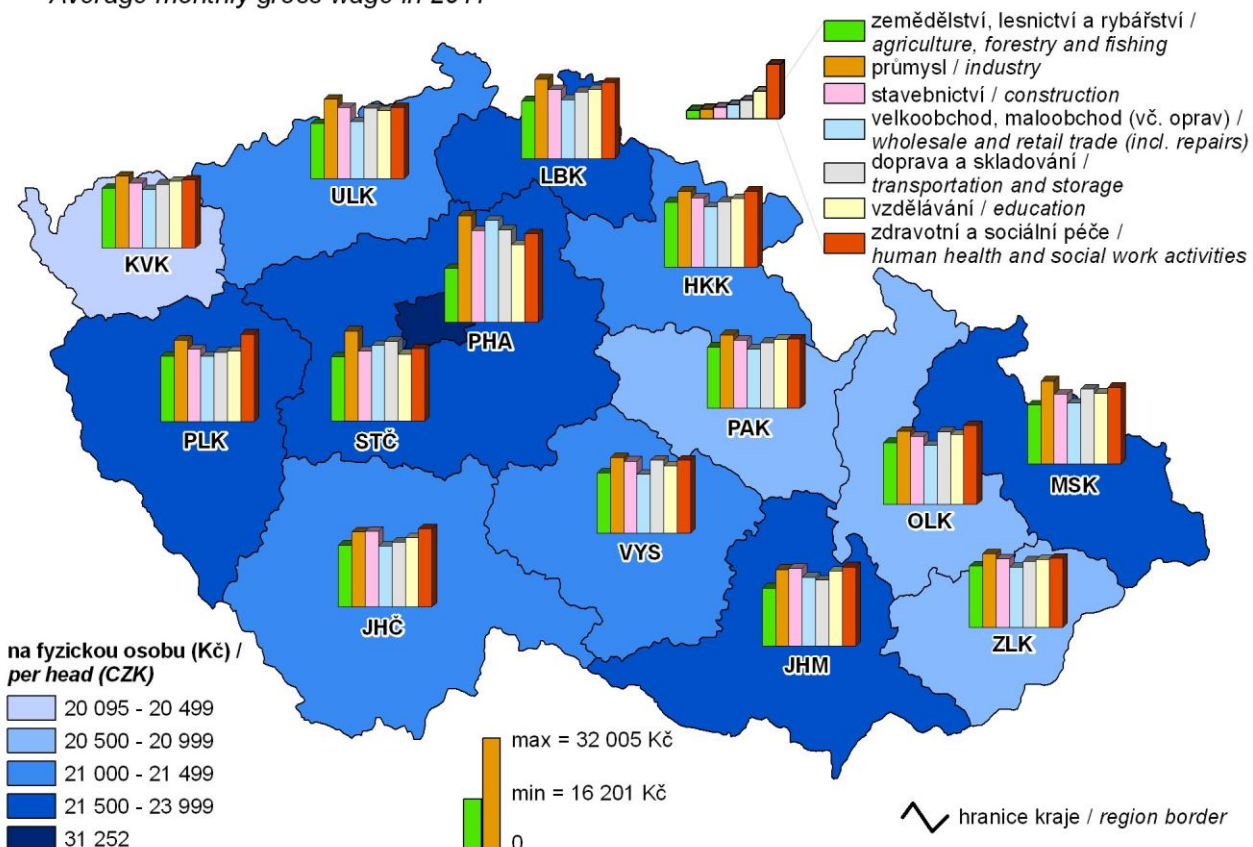 Average monthly gross wage in 2011
zemědělství, lesnictví a rybářství /
agriculture, forestry and fishing
průmysl / industry
stavebnictví / construction
velkoobchod, maloobchod (vč. oprav) /
wholesale and retail trade (incl. repairs)
doprava a skladování /
transportation and storage
vzdělávání / education
zdravotní a sociální péče /
human health and social work activities
ULK
LBK
KVK
HKK
PHA
PLK
STČ
PAK
MSK
OLK
VYS
JHČ
ZLK
JHM
na fyzickou osobu (Kč) /
per head (CZK)
20 095 - 20 499
20 500 - 20 999
21 000 - 21 499
21 500 - 23 999
31 252
max = 32 005 Kč
min = 16 201 Kč
0
hranice kraje / region border